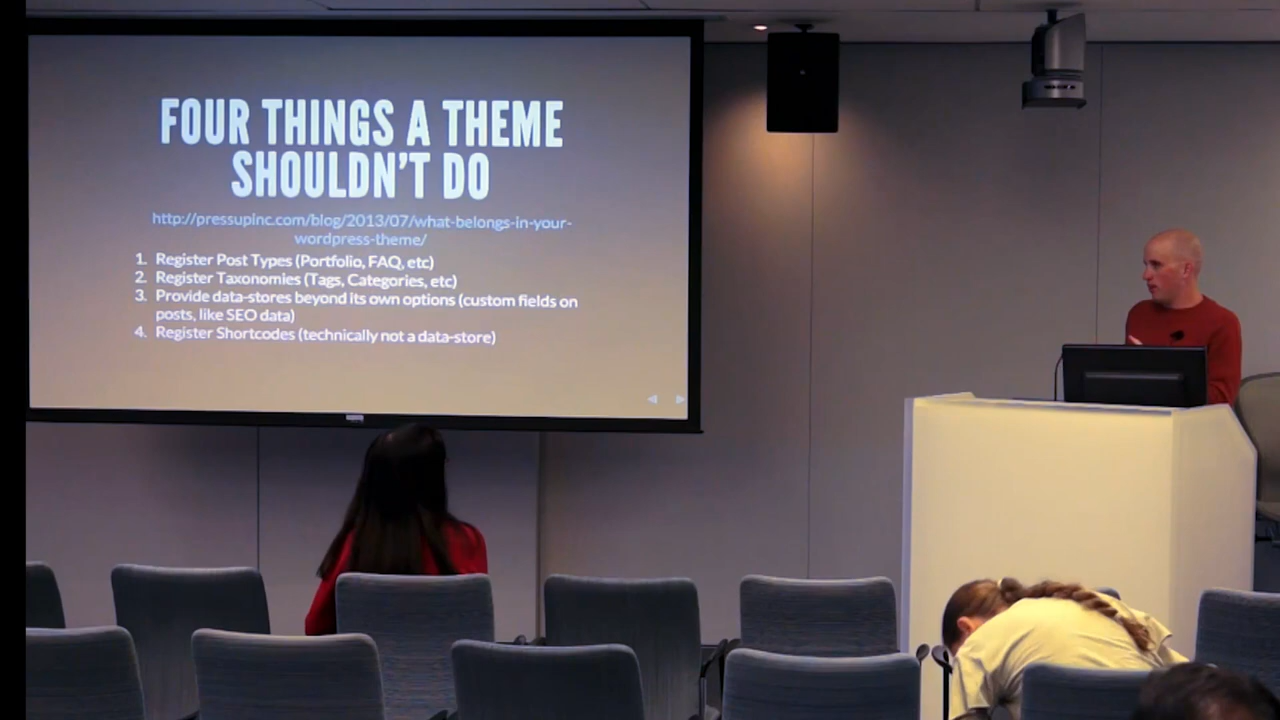 FOUR THINGS A THEME
SHOULDN'T DO
http://pressupinc.com/blog/2013/07/what-belongs-in-your-
wordpress-theme/
1. Register Post Types (Portfolio, FAQ, etc)
2. Register Taxonomies (Tags, Categories, etc)
3. Provide data-stores beyond its own options (custom fields on
posts, like SEO data)
4. Register Shortcodes (technically not a data-store)